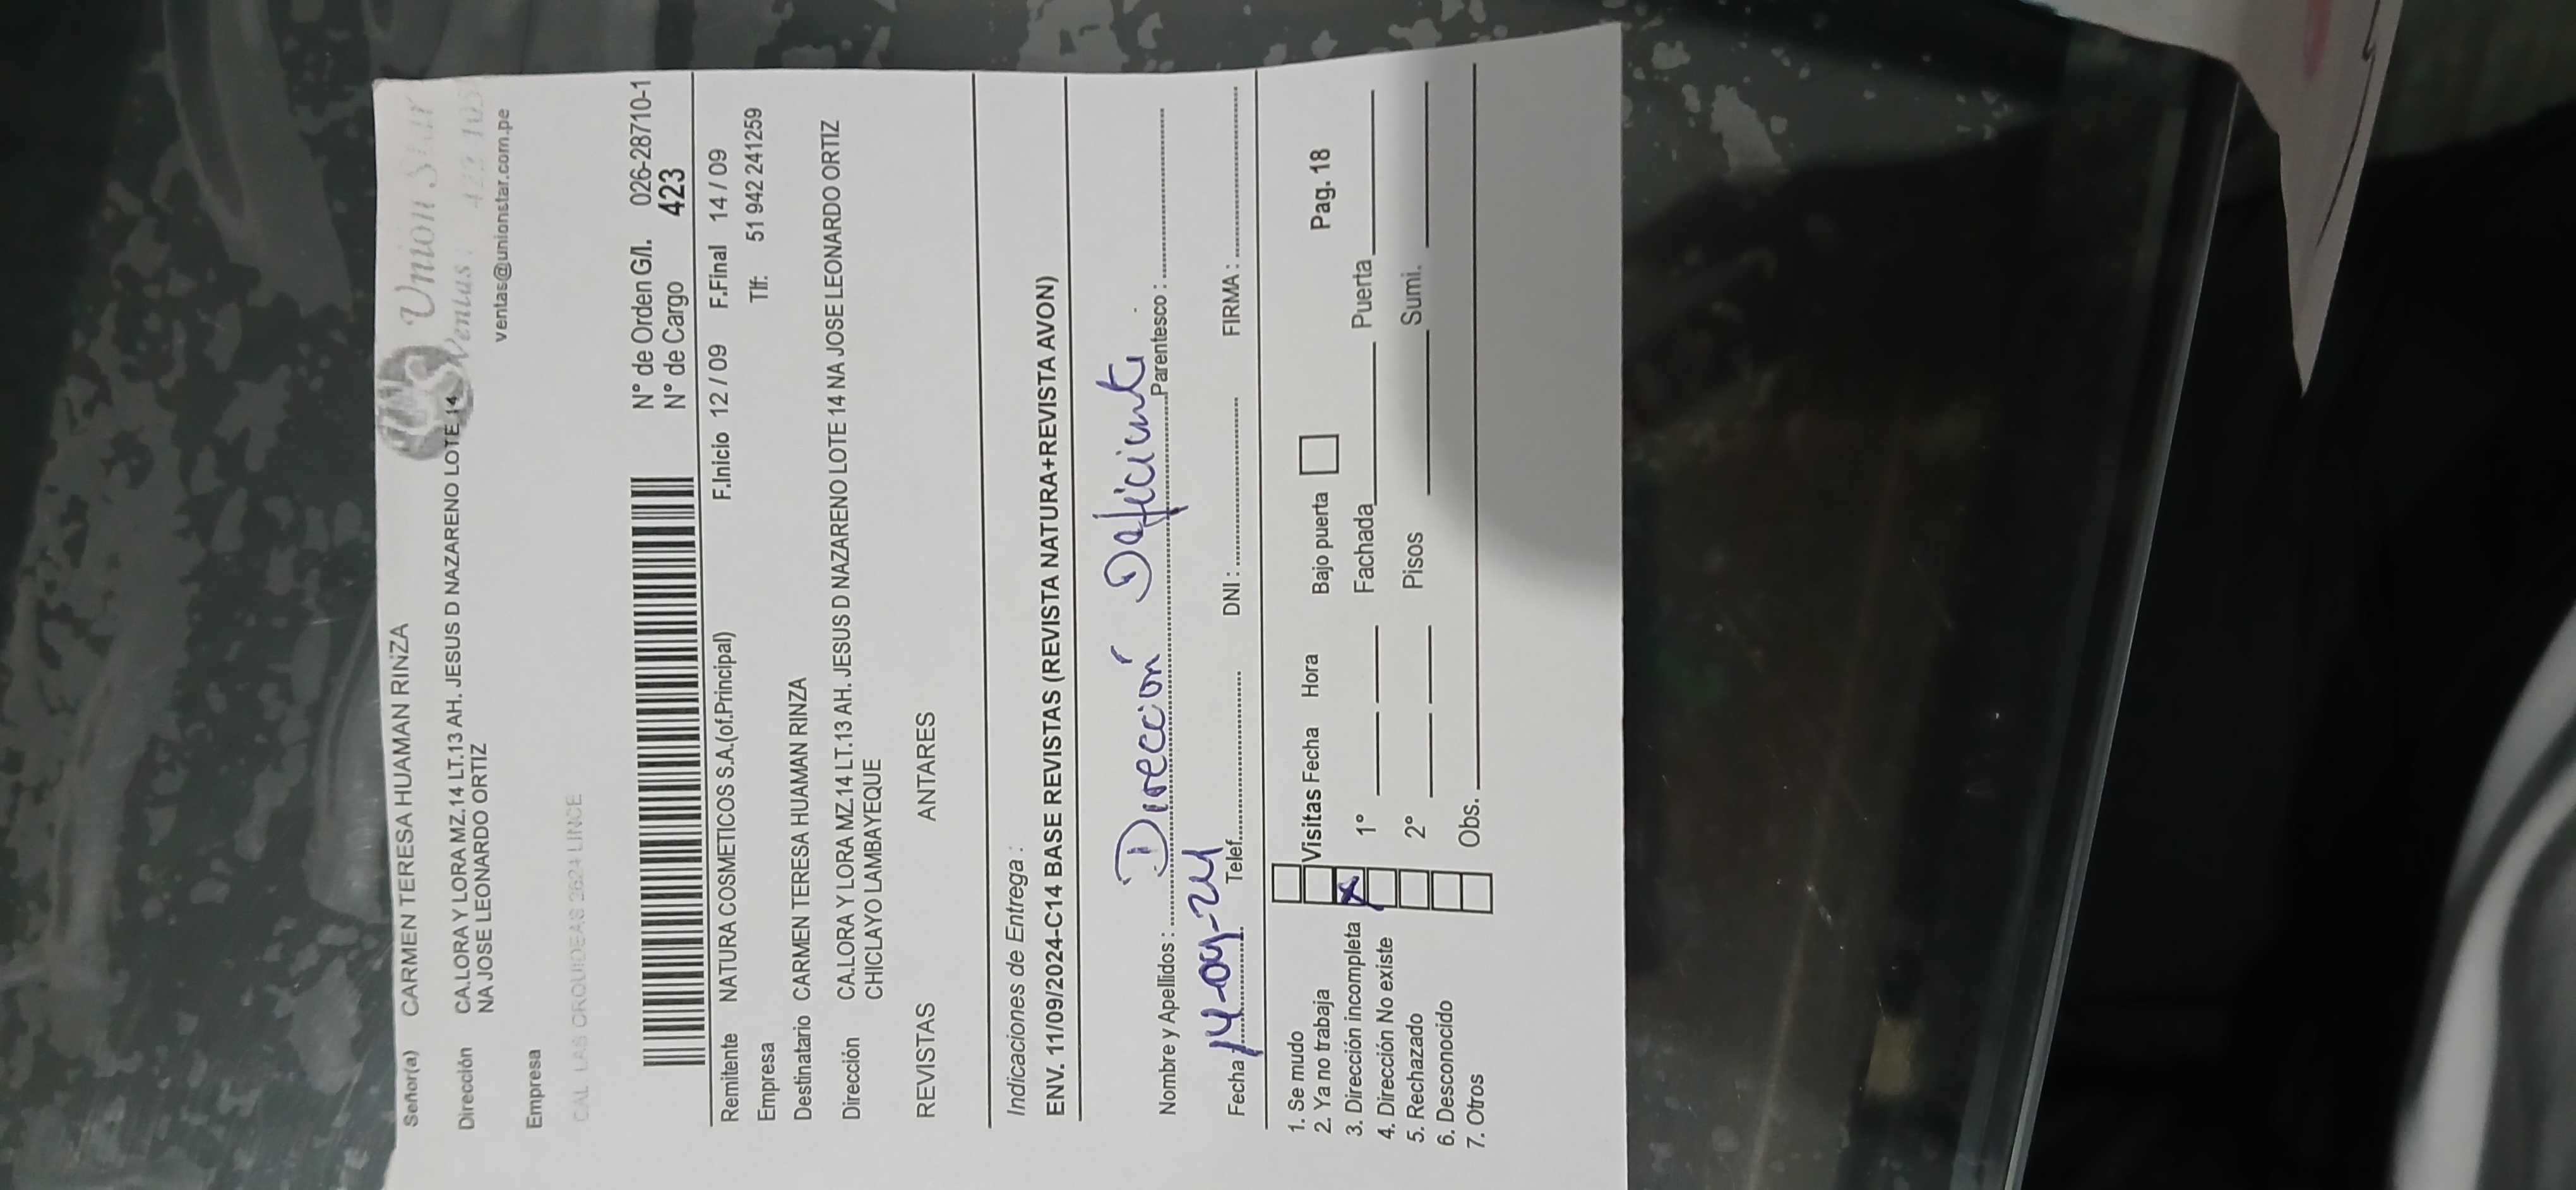 Señor(a) CARMEN TERESA HUAMAN RINZA
Union Star
Dirección CA.LORA Y LORA MZ.14 LT.13 AH. JESUS D NAZARENO LOTE 14
NA JOSE LEONARDO ORTIZ
Ventas:
ventas@unionstar.com.pe
Empresa
CAL LAS ORQUIDEAS 2624 LINCE
N° de Orden G/I. 026-28710-1
N° de Cargo 423
Remitente NATURA COSMETICOS S.A.(of.Principal) F.Inicio 12 / 09 F.Final 14 / 09
Empresa Tlf: 51 942 241259
Destinatario CARMEN TERESA HUAMAN RINZA
Dirección CA.LORA Y LORA MZ.14 LT.13 AH. JESUS D NAZARENO LOTE 14 NA JOSE LEONARDO ORTIZ
CHICLAYO LAMBAYEQUE
REVISTAS ANTARES
Indicaciones de Entrega :
ENV. 11/09/2024-C14 BASE REVISTAS (REVISTA NATURA+REVISTA AVON)
Nombre y Apellidos : Dirección Deficiente Parentesco :
Fecha 14-09-24 Telef. DNI : FIRMA :
1. Se mudo
2. Ya no trabaja Visitas Fecha Hora Bajo puerta Pag. 18
3. Dirección incompleta x 1° Fachada Puerta
4. Dirección No existe
5. Rechazado 2° Pisos Sumi.
6. Desconocido
7. Otros Obs.